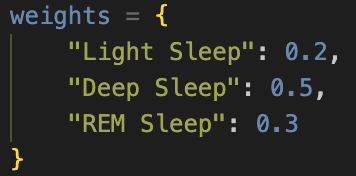 weights = {
    "Light Sleep": 0.2,
    "Deep Sleep": 0.5,
    "REM Sleep": 0.3
}